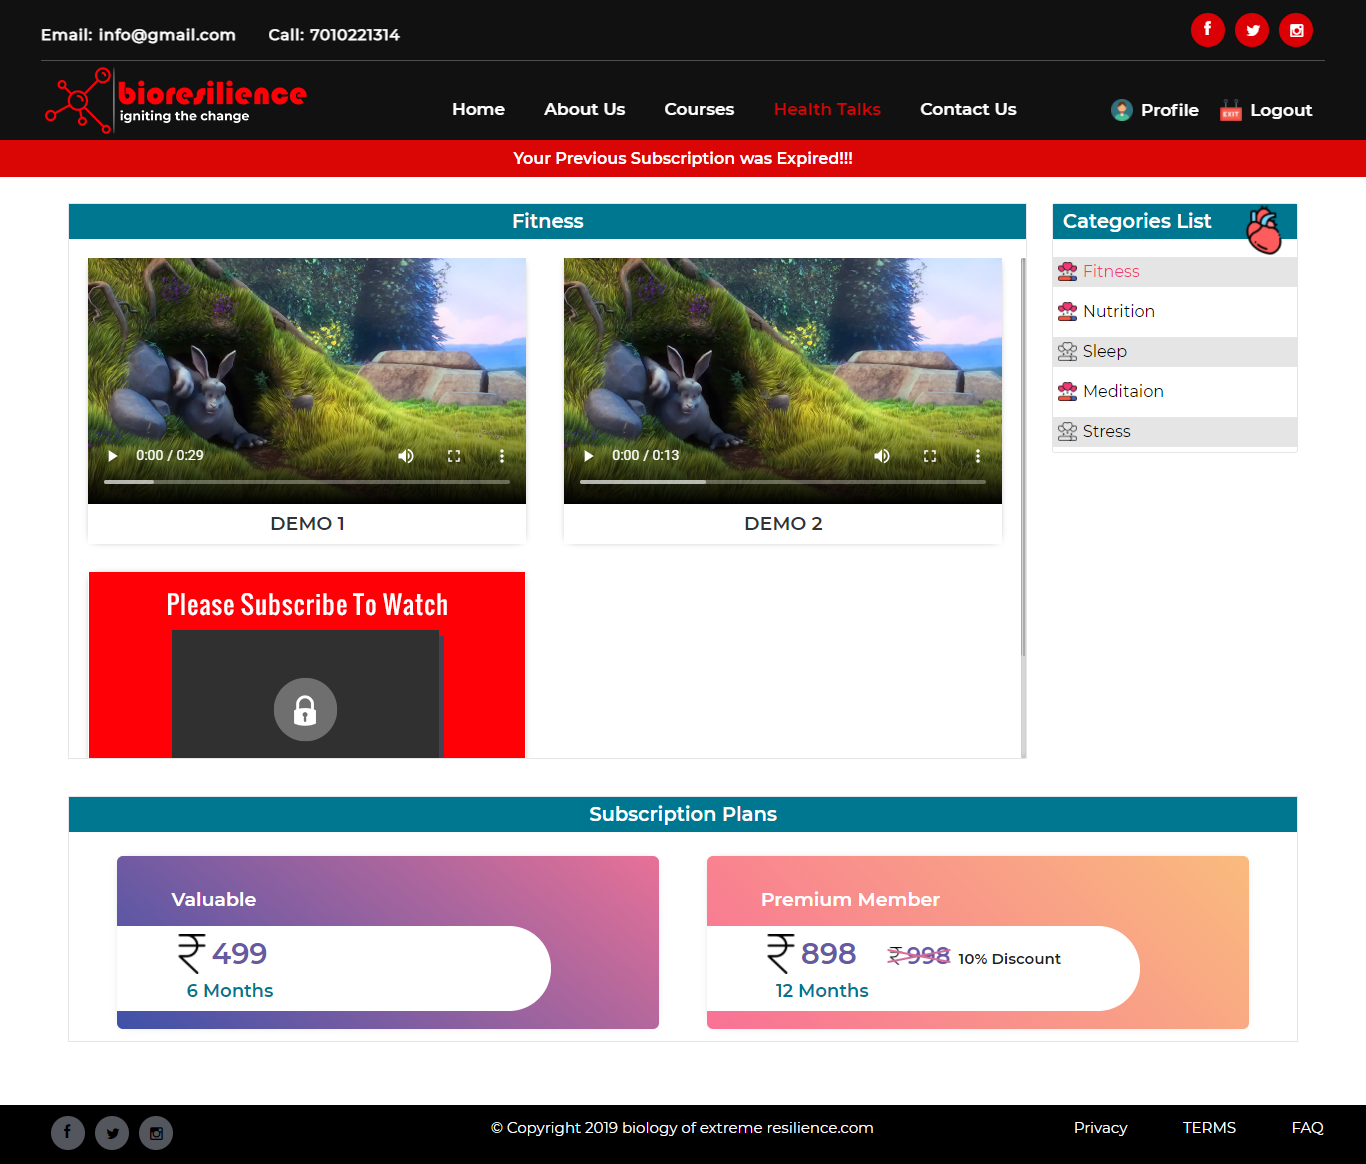 Email: info@gmail.com Call: 7010221314
bioresilience
igniting the change
Home About Us Courses Health Talks Contact Us Profile EXIT Logout
Your Previous Subscription was Expired!!!
Fitness
0:00 / 0:29
DEMO 1
0:00 / 0:13
DEMO 2
Please Subscribe To Watch
Categories List
Fitness
Nutrition
Sleep
Meditaion
Stress
Subscription Plans
Valuable
₹ 499
6 Months
Premium Member
₹ 898 ₹ 998 10% Discount
12 Months
© Copyright 2019 biology of extreme resilience.com Privacy TERMS FAQ